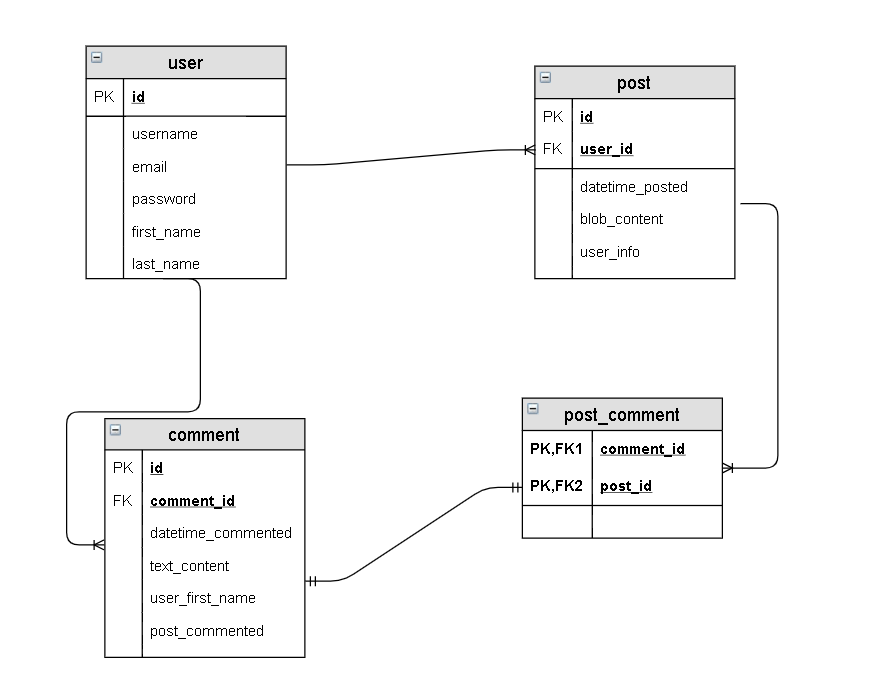 user
PK id
username
email
password
first_name
last_name
post
PK id
FK user_id
datetime_posted
blob_content
user_info
comment
PK id
FK comment_id
datetime_commented
text_content
user_first_name
post_commented
post_comment
PK,FK1 comment_id
PK,FK2 post_id